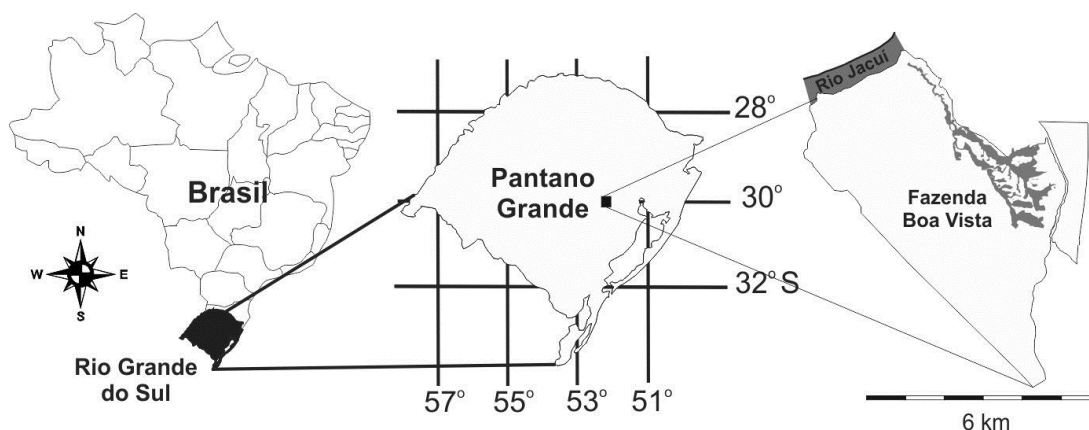 Brasil
N
W
E
S
Rio Grande
do Sul
Pantano
Grande
28°
30°
32° S
57°
55°
53°
51°
Rio Jacuí
Fazenda
Boa Vista
6 km